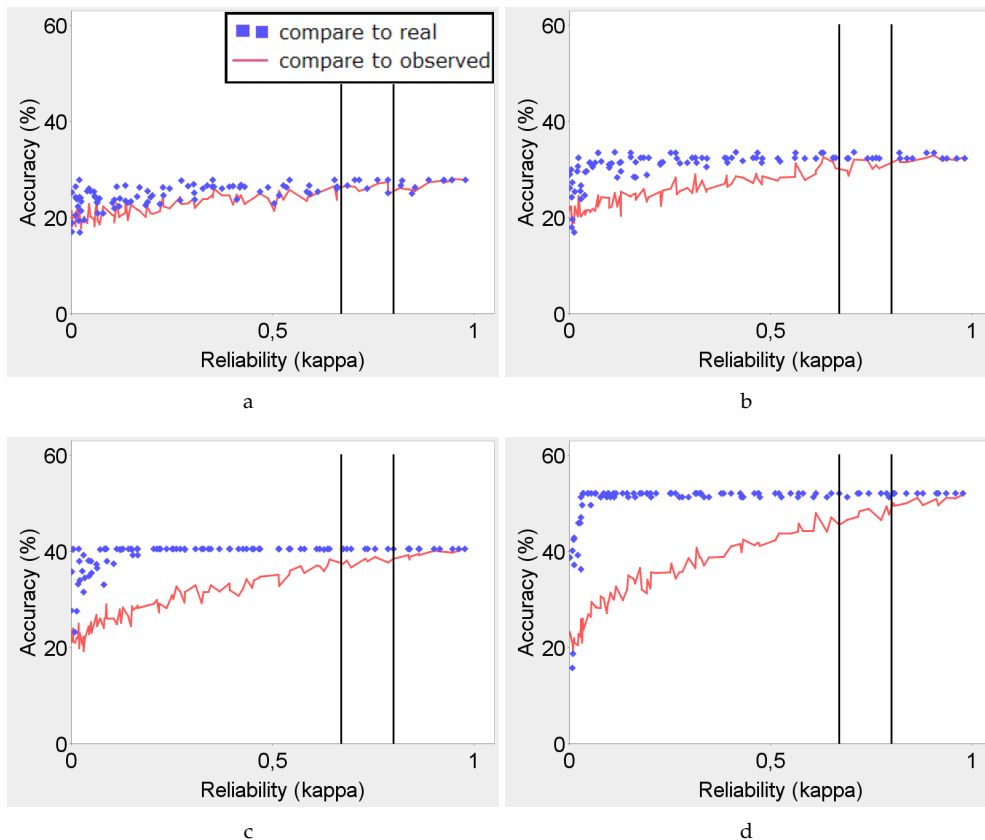 60
40
20
0
Accuracy (%)
compare to real
compare to observed
0 0,5 1
Reliability (kappa)
a
60
40
20
0
Accuracy (%)
0 0,5 1
Reliability (kappa)
b
60
40
20
0
Accuracy (%)
0 0,5 1
Reliability (kappa)
c
60
40
20
0
Accuracy (%)
0 0,5 1
Reliability (kappa)
d